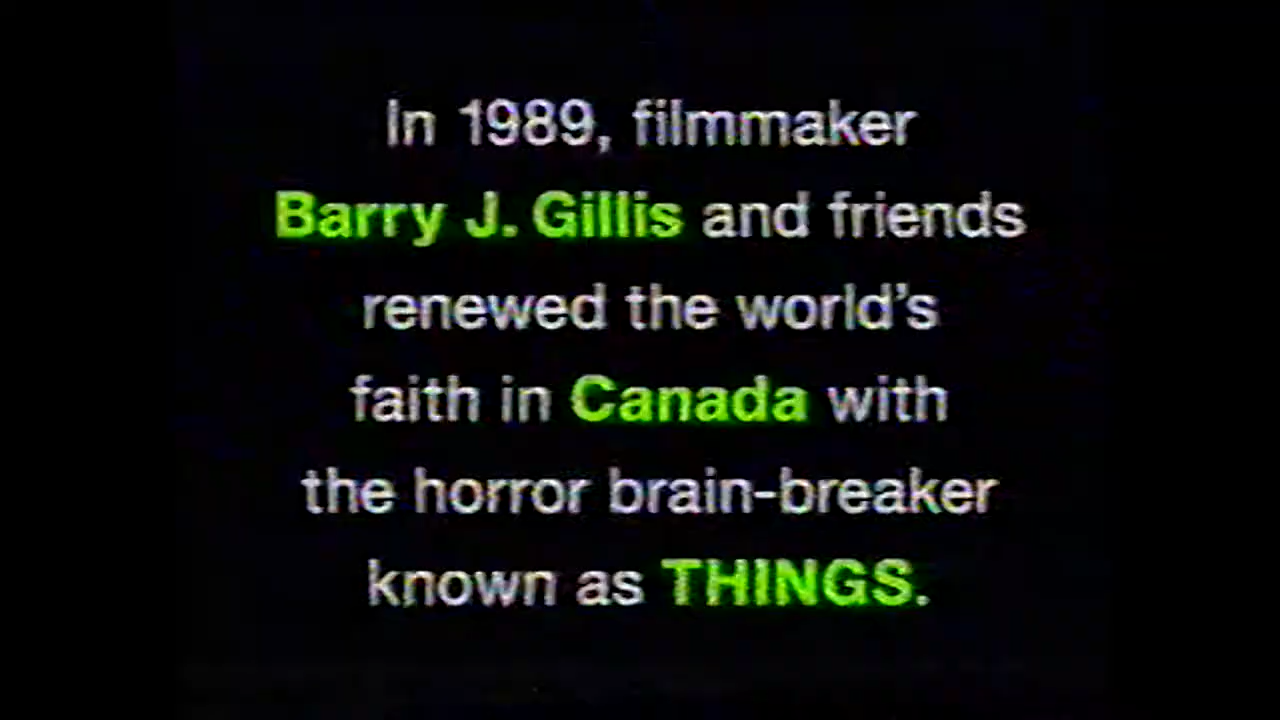 In 1989, filmmaker
Barry J. Gillis and friends
renewed the world’s
faith in Canada with
the horror brain-breaker
known as THINGS.